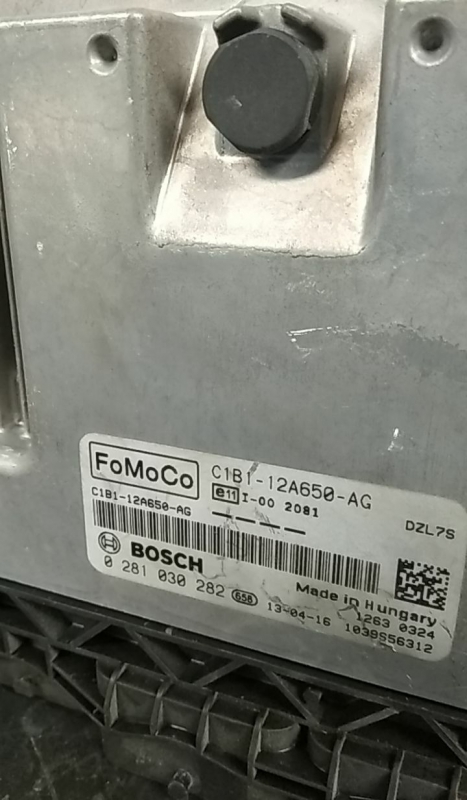 FoMoCo C1B1-12A650-AG
C1B1-12A650-AG e11 I-00 2081 DZL7S
BOSCH Made in Hungary
0 281 030 282 658 13-04-16 1263 0324
1039S56312